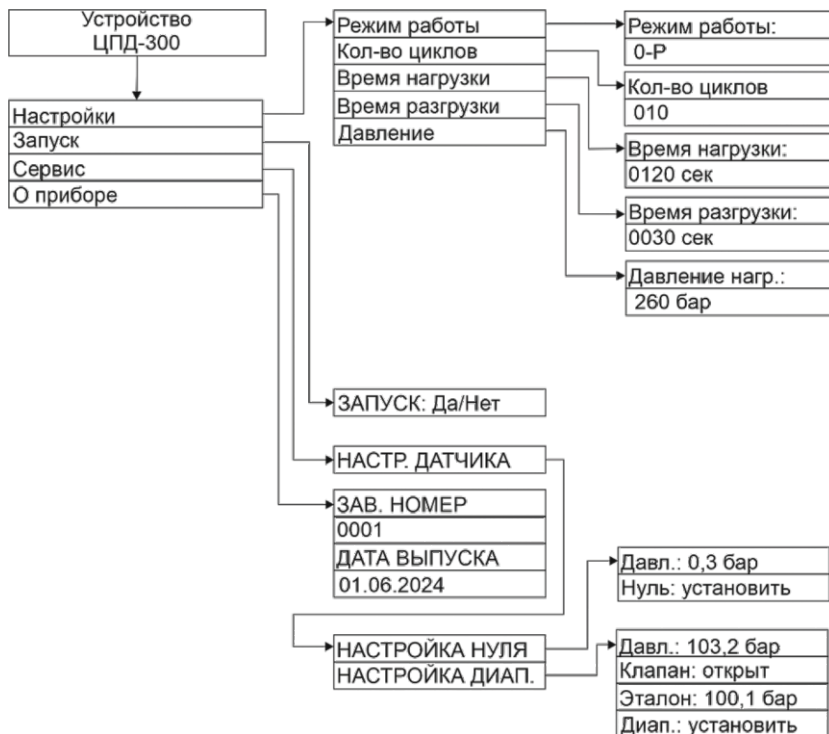 Устройство
ЦПД-300
Настройки
Запуск
Сервис
О приборе
Режим работы
Кол-во циклов
Время нагрузки
Время разгрузки
Давление
Режим работы:
0-Р
Кол-во циклов
010
Время нагрузки:
0120 сек
Время разгрузки:
0030 сек
Давление нагр.:
260 бар
ЗАПУСК: Да/Нет
НАСТР. ДАТЧИКА
ЗАВ. НОМЕР
0001
ДАТА ВЫПУСКА
01.06.2024
НАСТРОЙКА НУЛЯ
НАСТРОЙКА ДИАП.
Давл.: 0,3 бар
Нуль: установить
Давл.: 103,2 бар
Клапан: открыт
Эталон: 100,1 бар
Диап.: установить